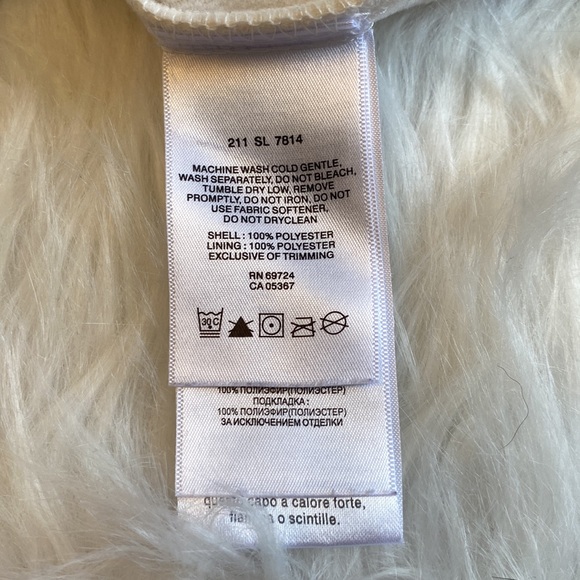 211 SL 7814
MACHINE WASH COLD GENTLE,
WASH SEPARATELY, DO NOT BLEACH,
TUMBLE DRY LOW, REMOVE
PROMPTLY, DO NOT IRON, DO NOT
USE FABRIC SOFTENER,
DO NOT DRYCLEAN
SHELL : 100% POLYESTER
LINING : 100% POLYESTER
EXCLUSIVE OF TRIMMING
RN 69724
CA 05367
30 C
100% ПОЛИЭФИР(ПОЛИЭСТЕР)
ПОДКЛАДКА :
100% ПОЛИЭФИР(ПОЛИЭСТЕР)
ЗА ИСКЛЮЧЕНИЕМ ОТДЕЛКИ
capo a calore forte,
o scintille.